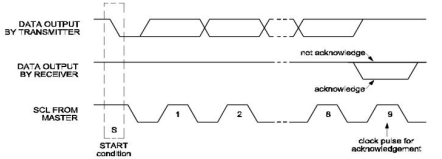 DATA OUTPUT
BY TRANSMITTER
not acknowledge
DATA OUTPUT
BY RECEIVER
acknowledge
SCL FROM
MASTER
1
2
8
9
S
START
condition
clock pulse for
acknowledgement